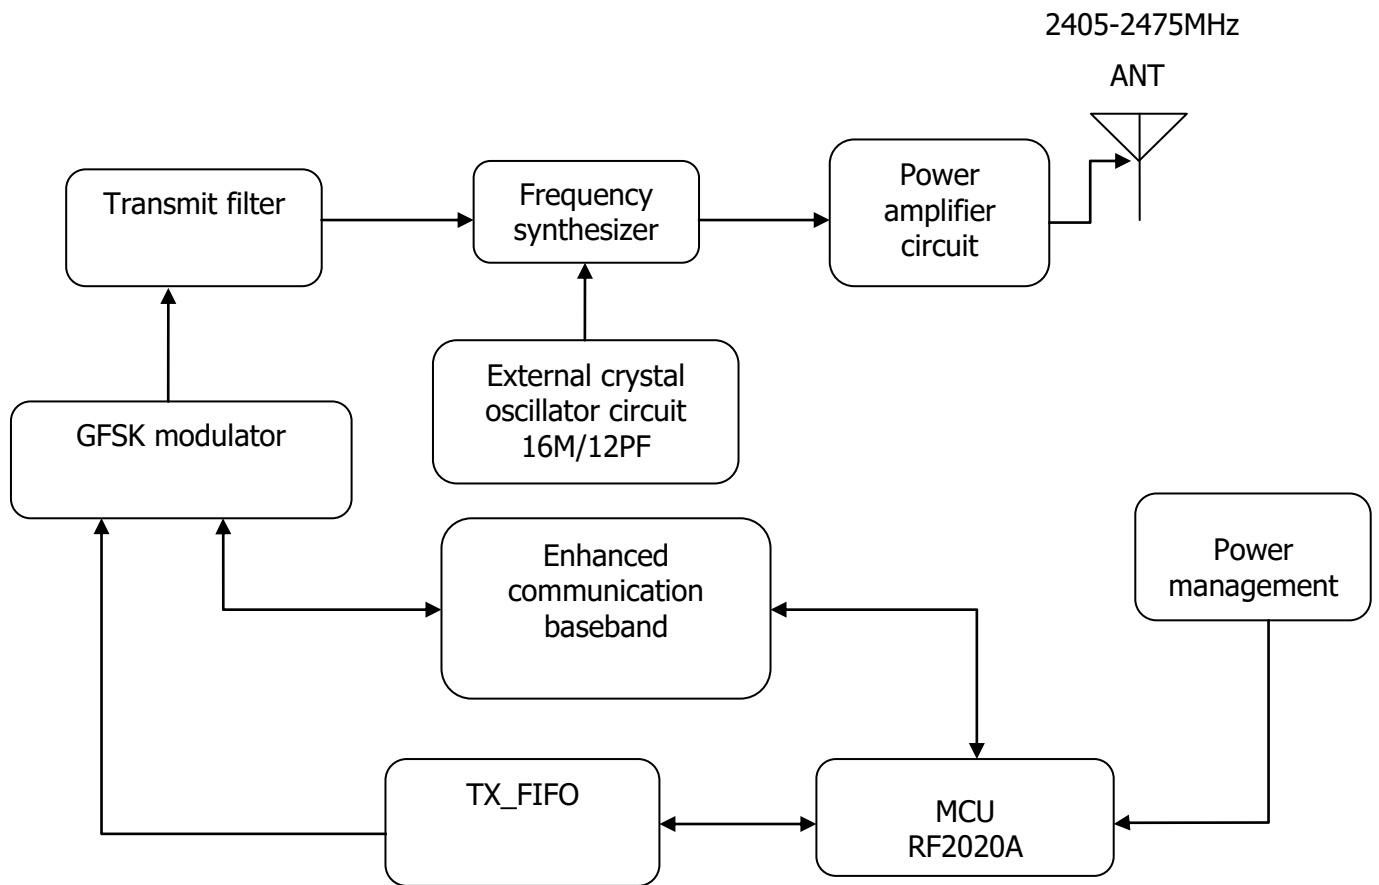 2405-2475MHz
ANT
Transmit filter
Frequency
synthesizer
Power
amplifier
circuit
External crystal
oscillator circuit
16M/12PF
GFSK modulator
Enhanced
communication
baseband
Power
management
TX_FIFO
MCU
RF2020A